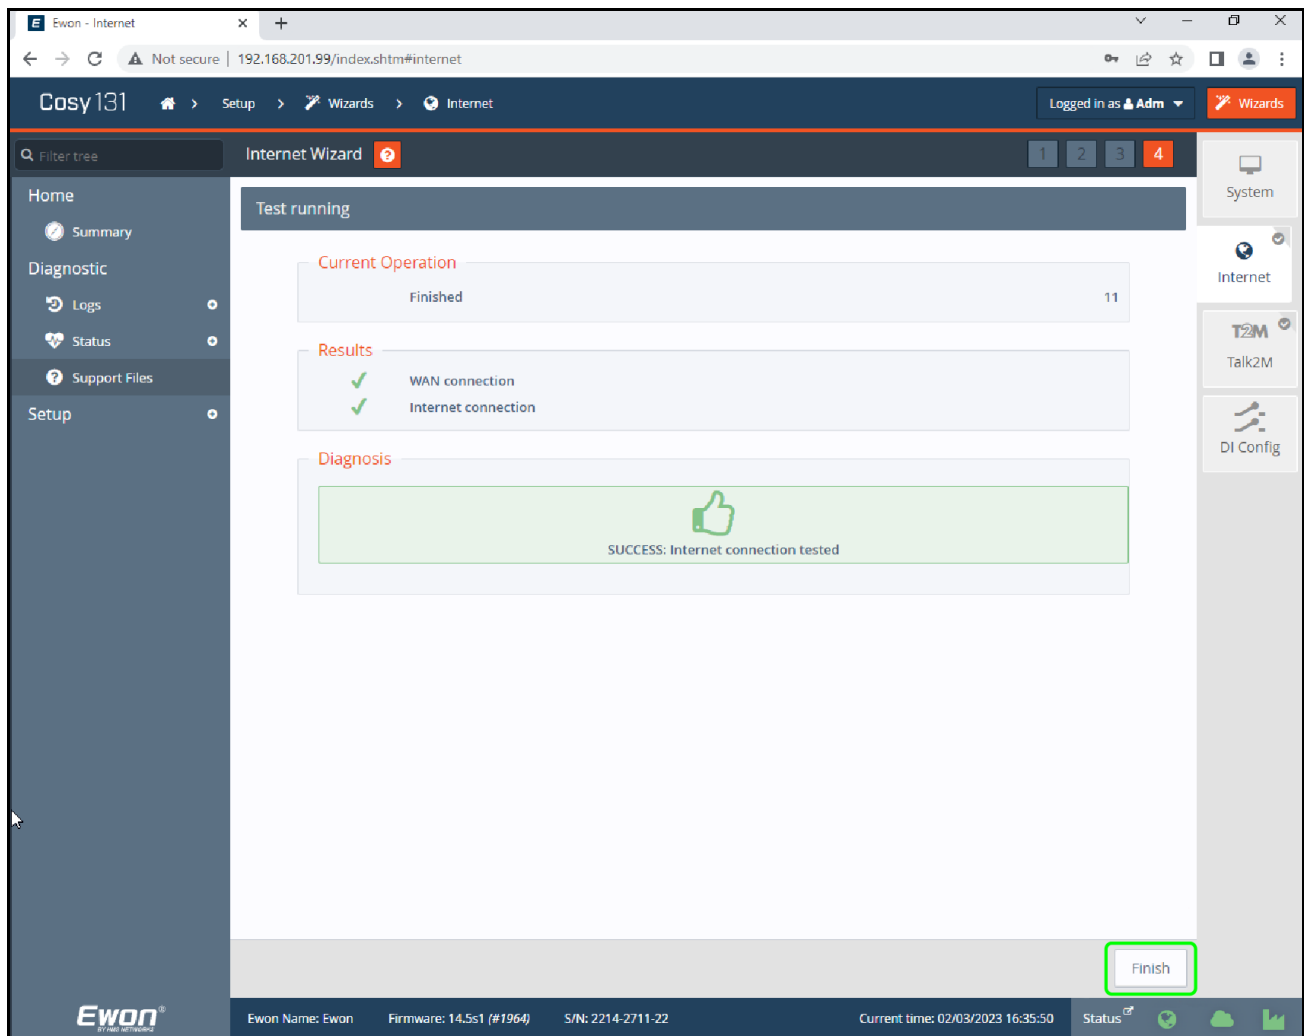 Ewon - Internet
Not secure | 192.168.201.99/index.shtm#internet
Cosy131 > Setup > Wizards > Internet
Logged in as Adm
Wizards
Filter tree
Internet Wizard
1 2 3 4
Home
Summary
Diagnostic
Logs
Status
Support Files
Setup
Test running
Current Operation
Finished 11
Results
WAN connection
Internet connection
Diagnosis
SUCCESS: Internet connection tested
System
Internet
T2M
Talk2M
DI Config
Finish
Ewon®
BY HMS NETWORKS
Ewon Name: Ewon Firmware: 14.5s1 (#1964) S/N: 2214-2711-22 Current time: 02/03/2023 16:35:50 Status